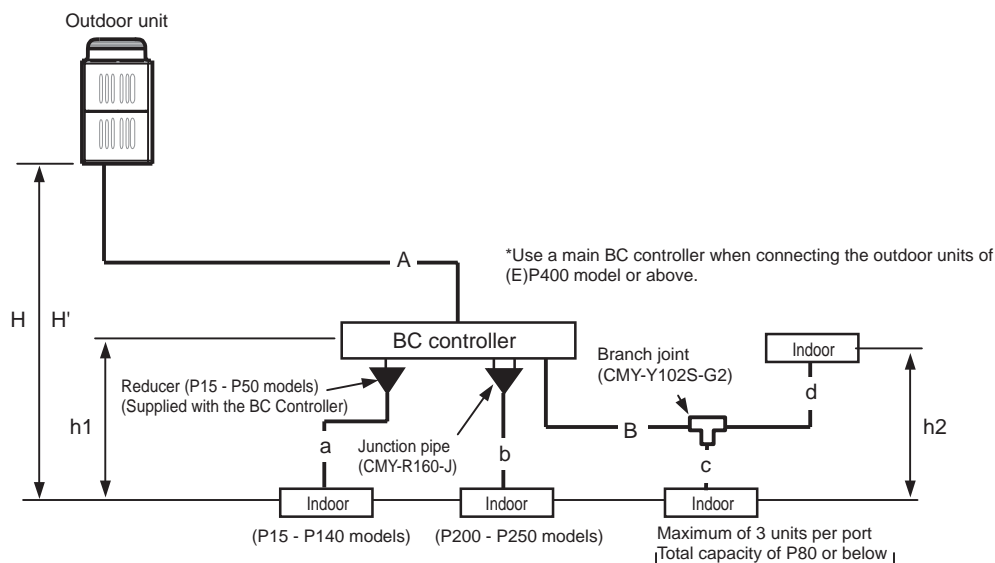 Outdoor unit
A
*Use a main BC controller when connecting the outdoor units of
(E)P400 model or above.
H
H'
BC controller
Branch joint
(CMY-Y102S-G2)
Indoor
Reducer (P15 - P50 models)
(Supplied with the BC Controller)
h1
a
Junction pipe
(CMY-R160-J)
b
B
d
c
h2
Indoor
Indoor
Indoor
(P15 - P140 models)
(P200 - P250 models)
Maximum of 3 units per port
Total capacity of P80 or below